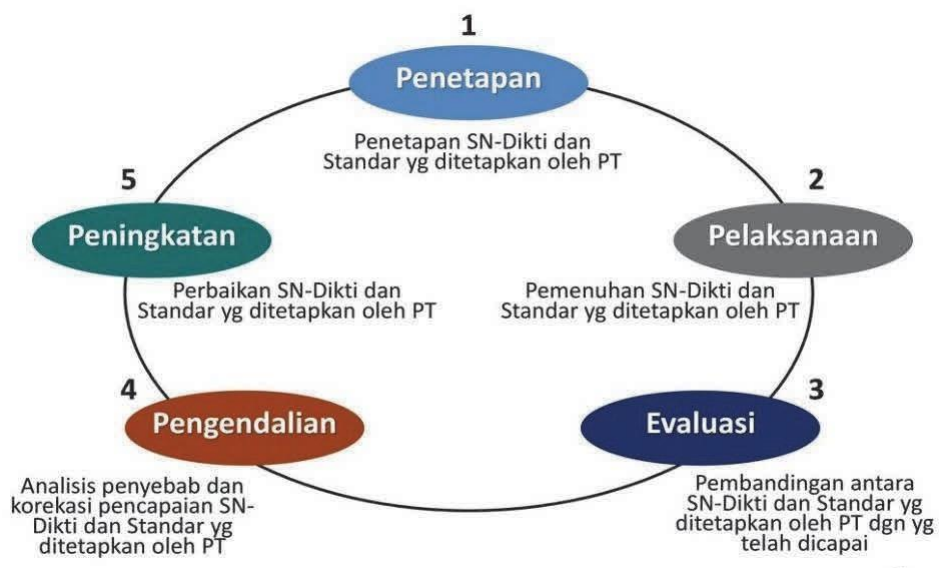 1
Penetapan
Penetapan SN-Dikti dan
Standar yg ditetapkan oleh PT
2
Pelaksanaan
Pemenuhan SN-Dikti dan
Standar yg ditetapkan oleh PT
3
Evaluasi
Pembandingan antara
SN-Dikti dan Standar yg
ditetapkan oleh PT dgn yg
telah dicapai
4
Pengendalian
Analisis penyebab dan
korekasi pencapaian SN-
Dikti dan Standar yg
ditetapkan oleh PT
5
Peningkatan
Perbaikan SN-Dikti dan
Standar yg ditetapkan oleh PT